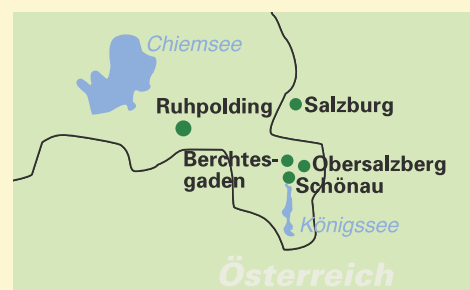 Chiemsee
Ruhpolding
Salzburg
Berchtes-
gaden
Obersalzberg
Schönau
Königssee
Österreich